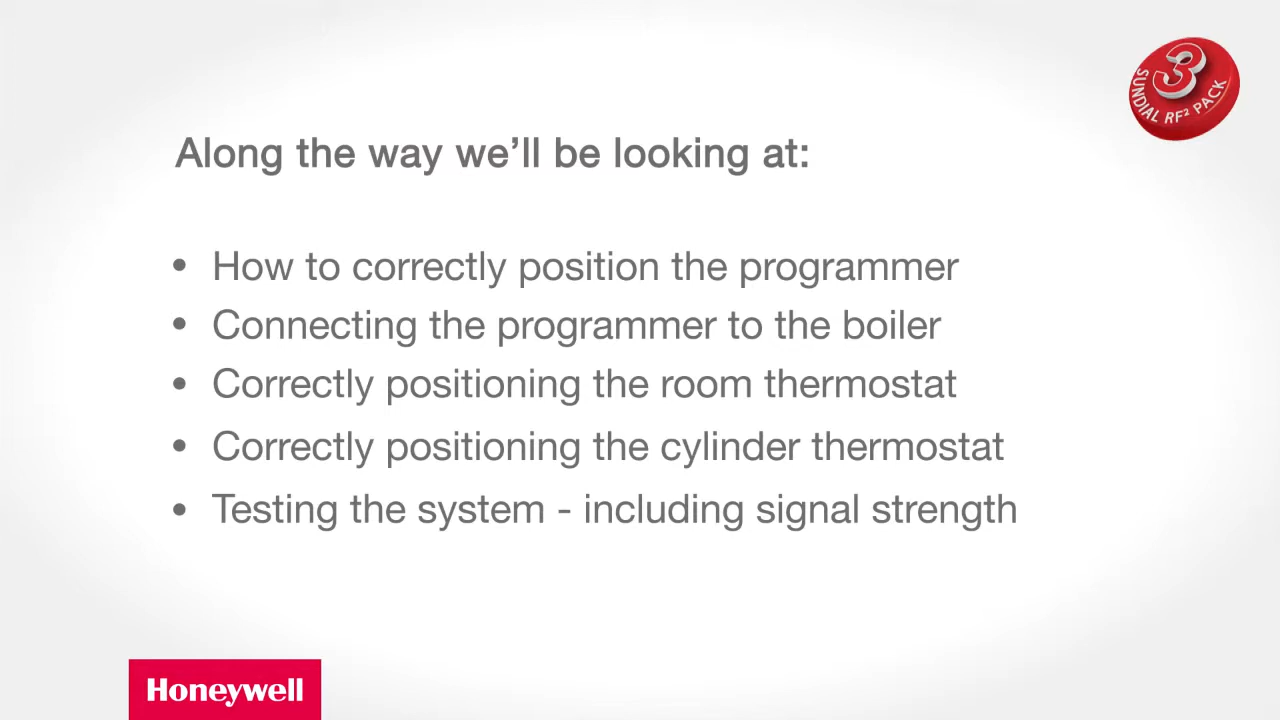 3
SUNDIAL RF² PACK
Along the way we’ll be looking at:
• How to correctly position the programmer
• Connecting the programmer to the boiler
• Correctly positioning the room thermostat
• Correctly positioning the cylinder thermostat
• Testing the system - including signal strength
Honeywell